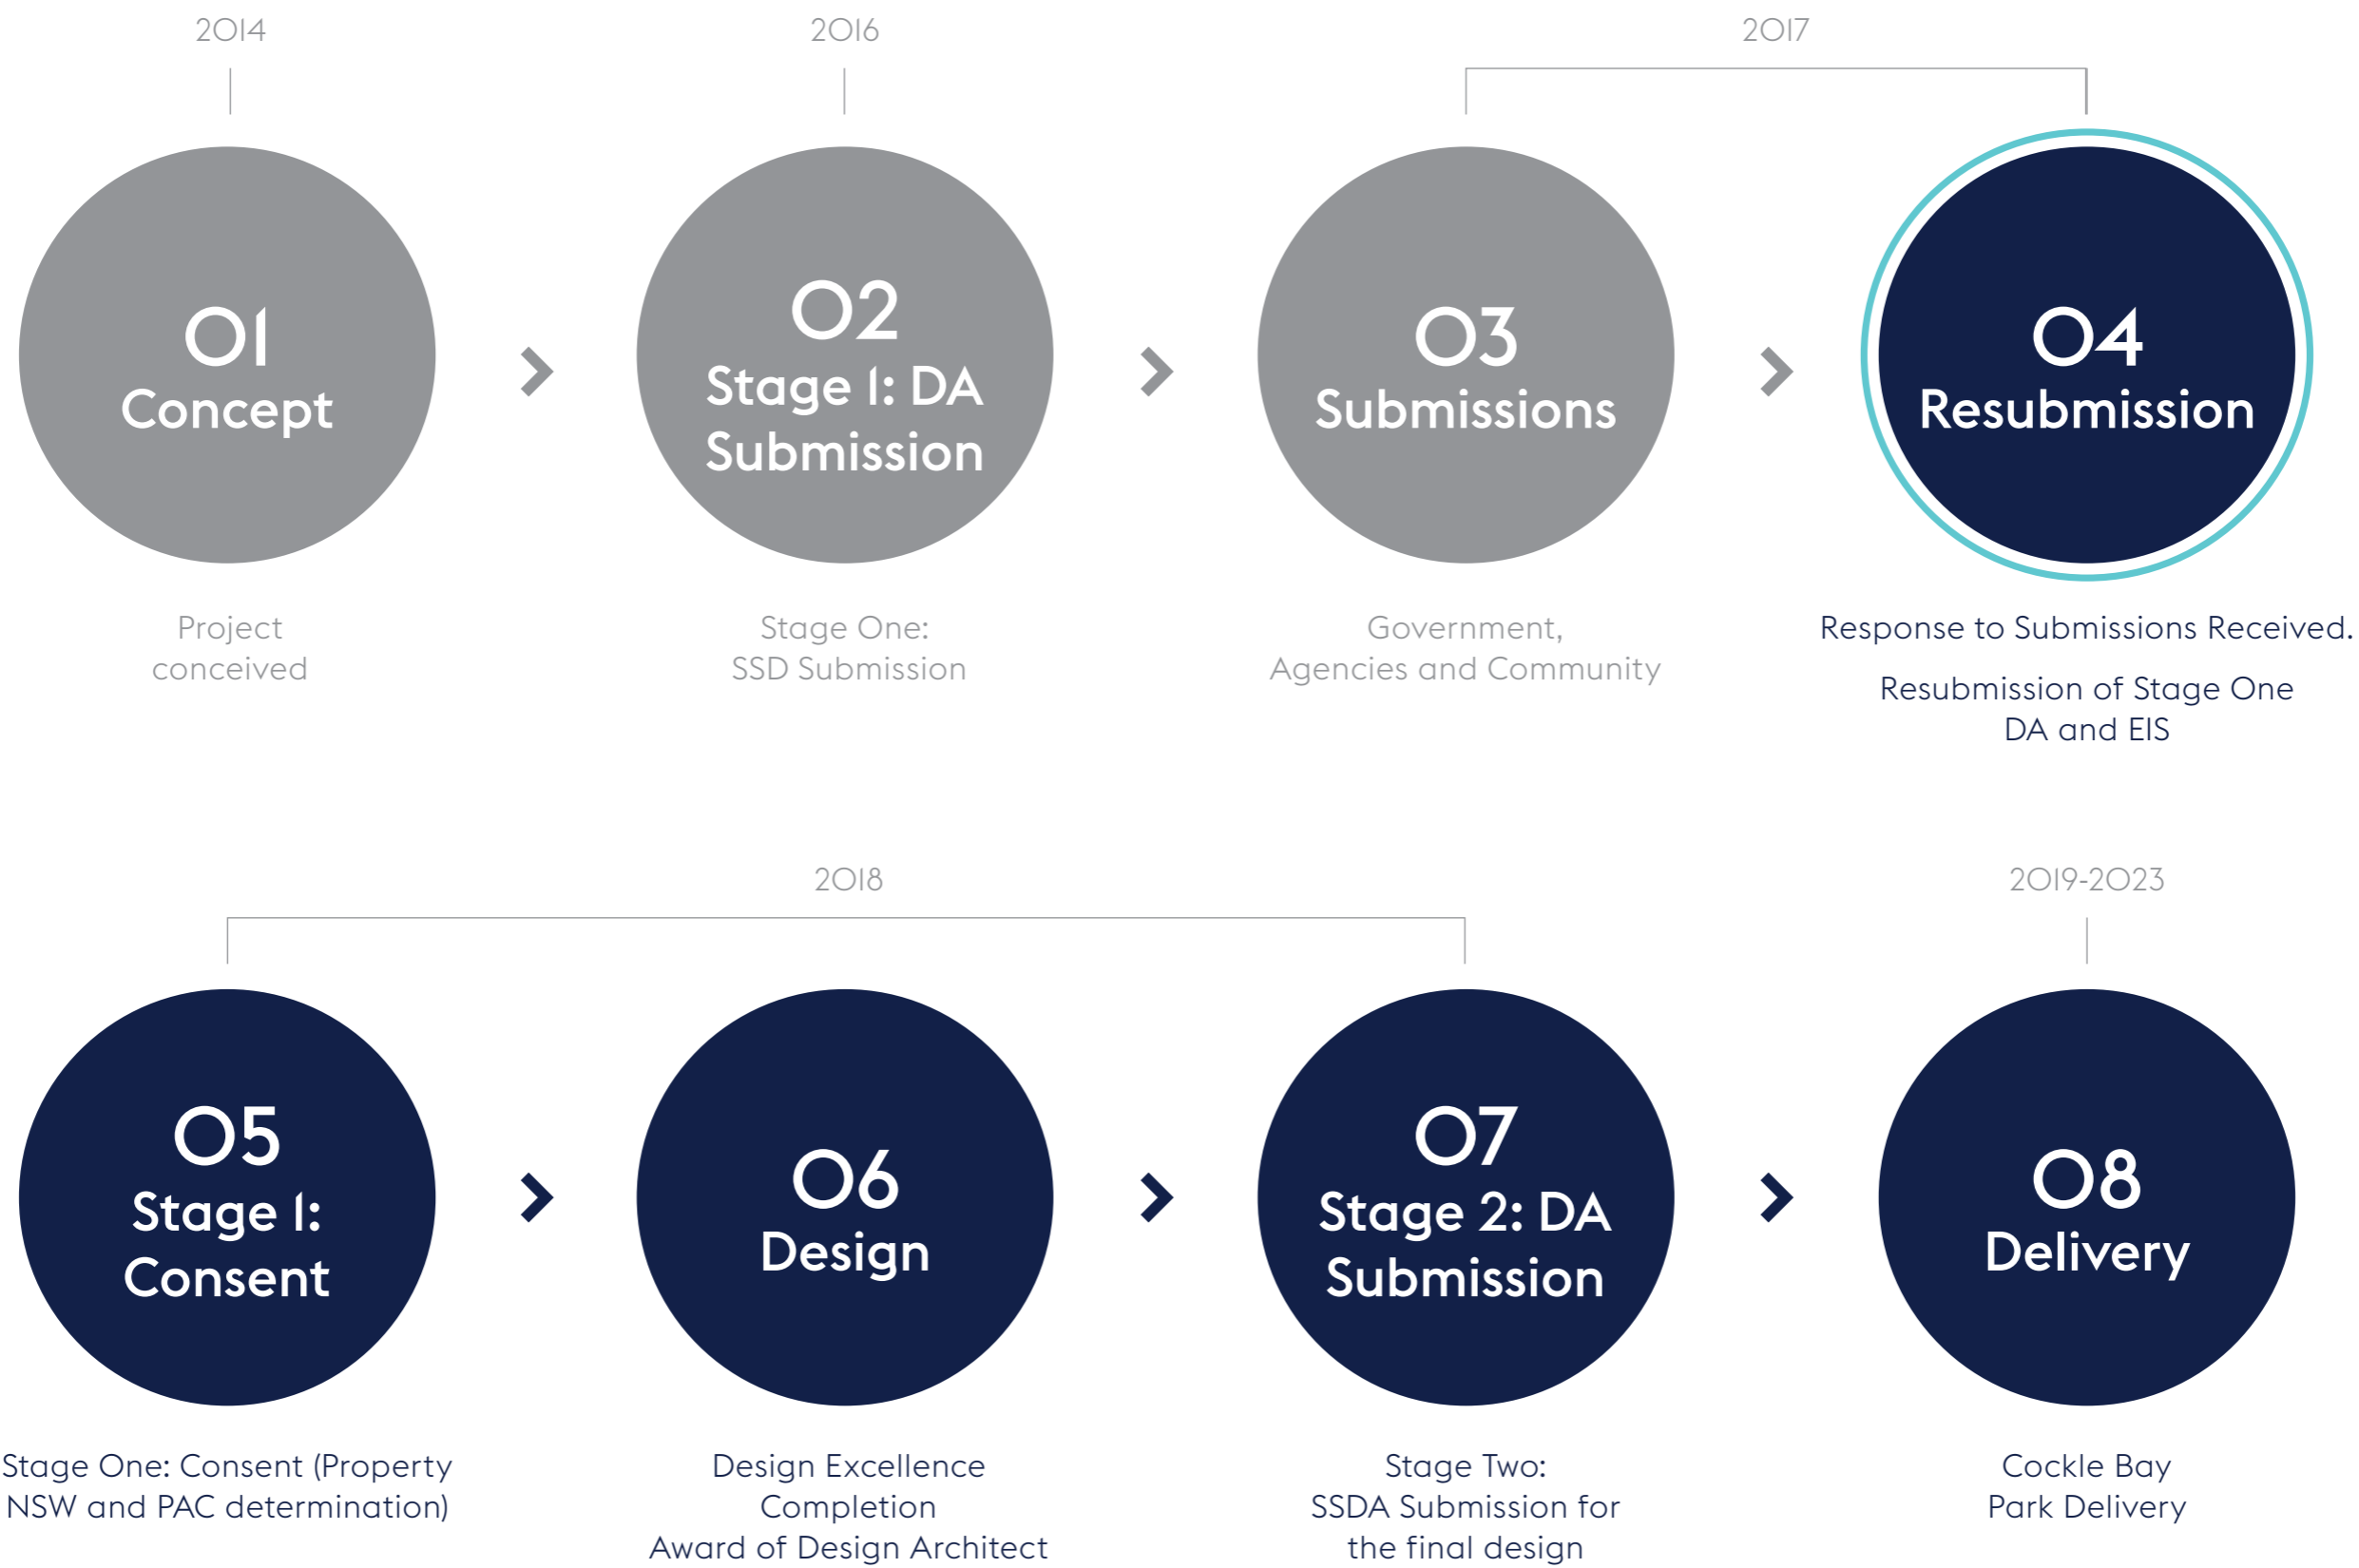 2014
2016
2017
01
Concept
02
Stage 1: DA
Submission
03
Submissions
04
Resubmission
Project
conceived
Stage One:
SSD Submission
Government,
Agencies and Community
Response to Submissions Received.
Resubmission of Stage One
DA and EIS
2018
2019-2023
05
Stage 1:
Consent
06
Design
07
Stage 2: DA
Submission
08
Delivery
Stage One: Consent (Property
NSW and PAC determination)
Design Excellence
Completion
Award of Design Architect
Stage Two:
SSDA Submission for
the final design
Cockle Bay
Park Delivery